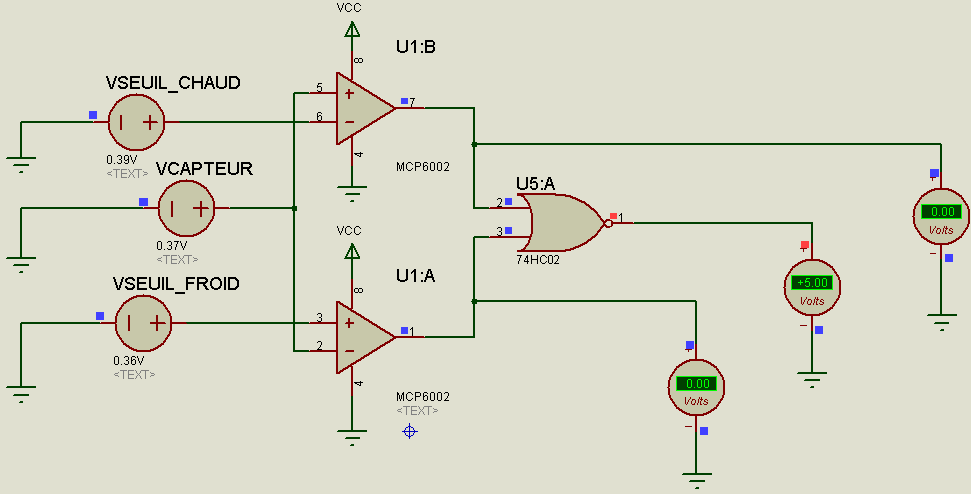 VCC
8
U1:B
VSEUIL_CHAUD
5
+
7
6
−
0.39V
<TEXT>
4
MCP6002
VCAPTEUR
U5:A
2
1
3
74HC02
+
0.00
Volts
−
0.37V
<TEXT>
VCC
8
U1:A
VSEUIL_FROID
+
+5.00
Volts
−
3
+
1
2
−
0.36V
<TEXT>
4
MCP6002
<TEXT>
+
0.00
Volts
−